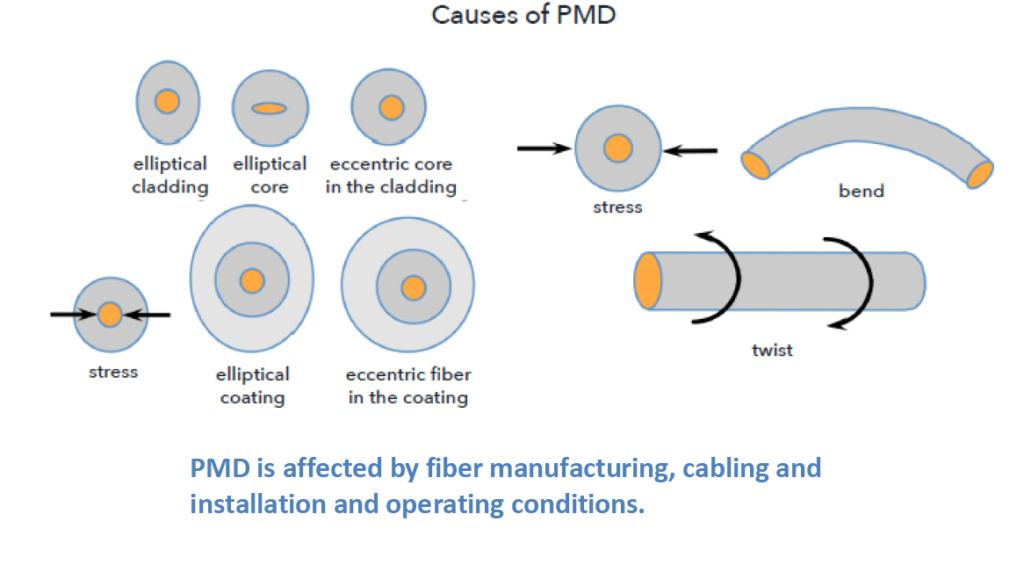 Causes of PMD
elliptical
cladding
elliptical
core
eccentric core
in the cladding
stress
bend
stress
elliptical
coating
eccentric fiber
in the coating
twist
PMD is affected by fiber manufacturing, cabling and
installation and operating conditions.